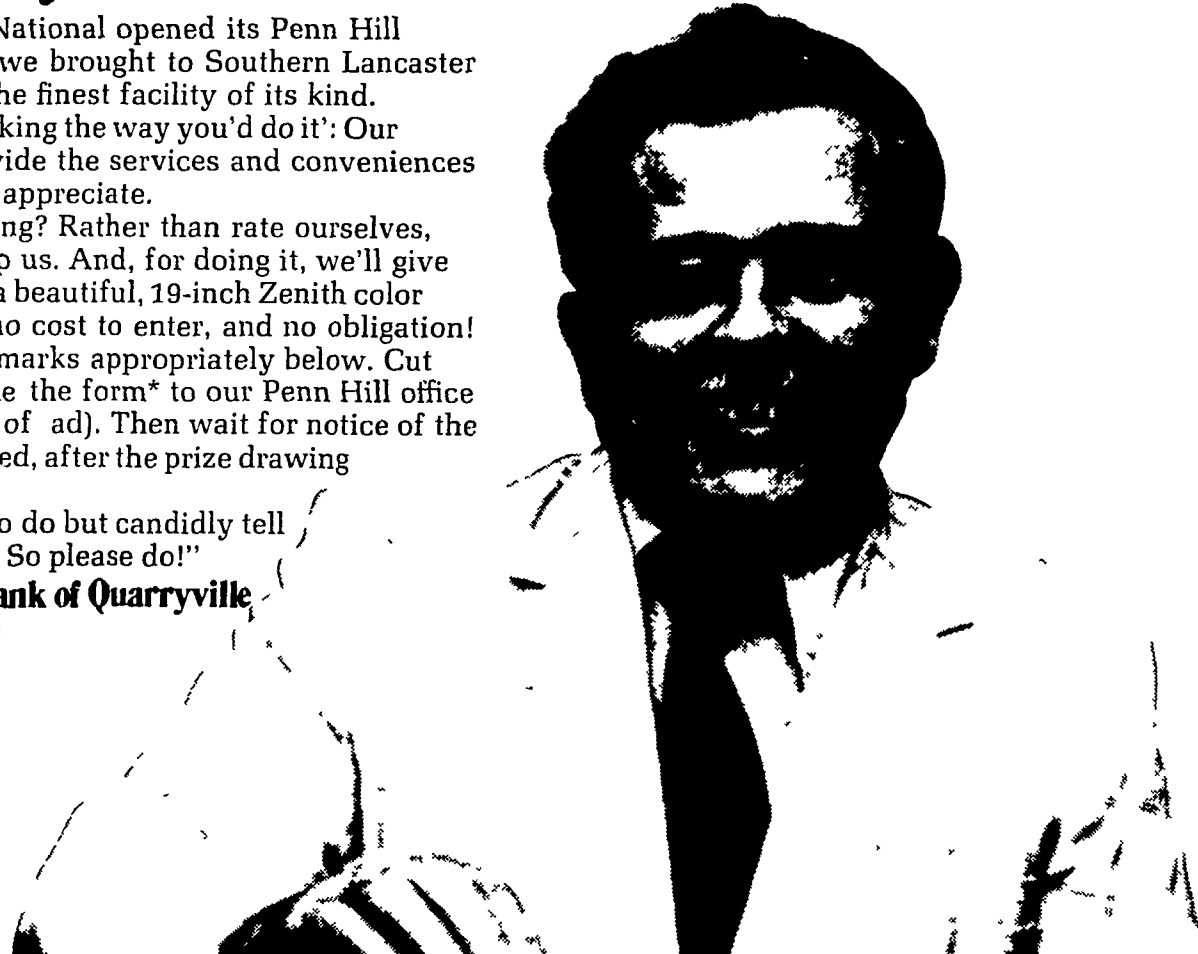 National opened its Penn Hill
we brought to Southern Lancaster
he finest facility of its kind.
king the way you'd do it': Our
vide the services and conveniences
appreciate.
ng? Rather than rate ourselves,
p us. And, for doing it, we'll give
a beautiful, 19-inch Zenith color
no cost to enter, and no obligation!
marks appropriately below. Cut
e the form* to our Penn Hill office
of ad). Then wait for notice of the
ed, after the prize drawing
o do but candidly tell
So please do!"
ank of Quarryville